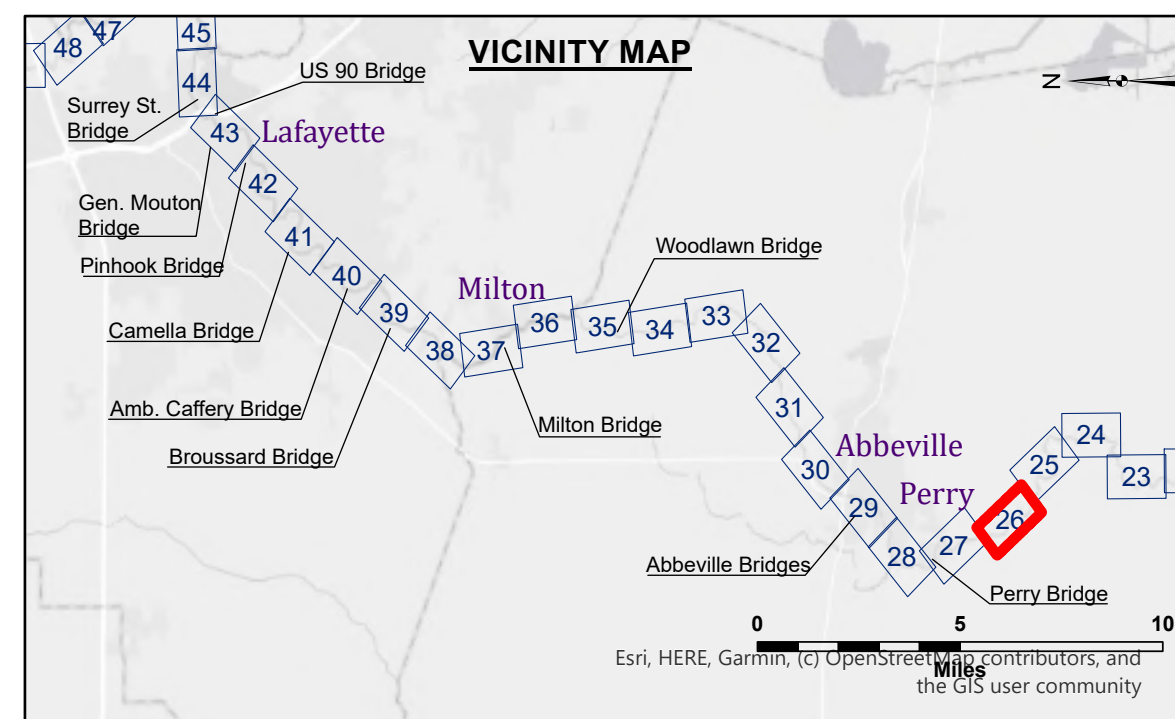 VICINITY MAP
48
47
45
44
US 90 Bridge
Surrey St.
Bridge
43
Lafayette
N
42
Gen. Mouton
Bridge
41
Pinhook Bridge
40
Woodlawn Bridge
39
Milton
36
35
34
33
Camella Bridge
38
37
32
Amb. Caffery Bridge
Milton Bridge
31
Broussard Bridge
Abbeville
24
30
25
23
Perry
29
26
28
27
Abbeville Bridges
Perry Bridge
0 5 10
Miles
Esri, HERE, Garmin, (c) OpenStreetMap contributors, and
the GIS user community